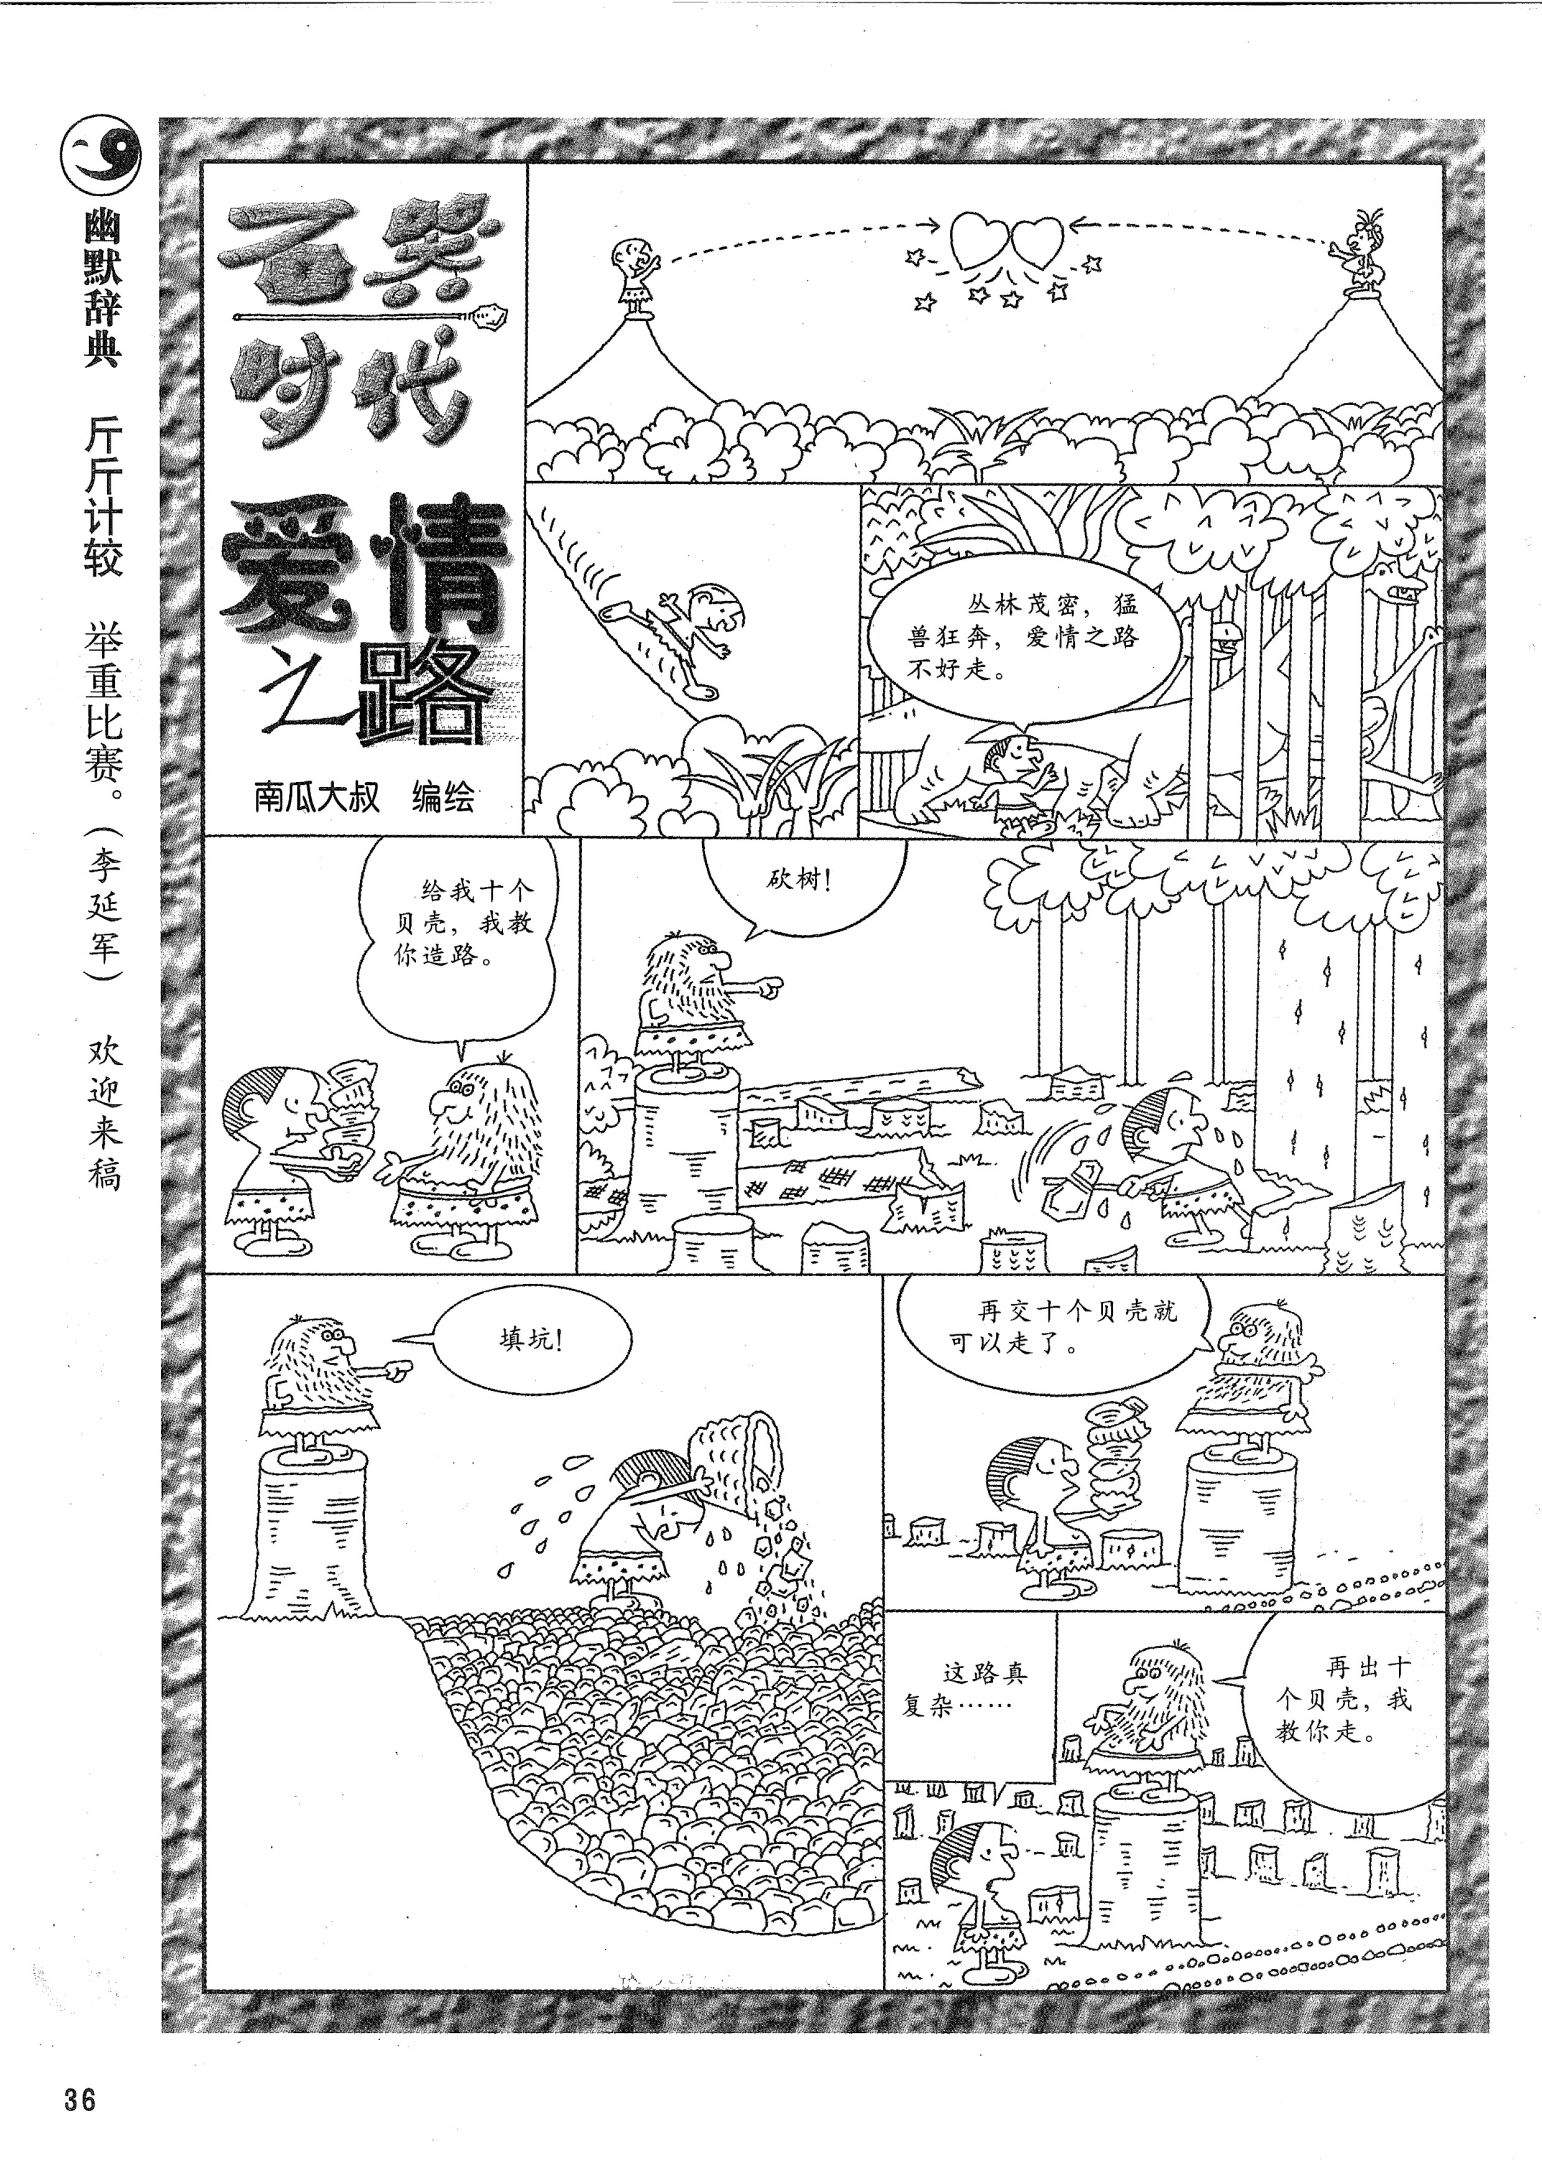 幽默辞典 斤斤计较 举重比赛。(李延军) 欢迎来稿
石器
时代
爱情
之路
南瓜大叔 编绘
丛林茂密，猛
兽狂奔，爱情之路
不好走。
给我十个
贝壳，我教
你造路。
砍树！
填坑！
再交十个贝壳就
可以走了。
这路真
复杂……
再出十
个贝壳，我
教你走。
36